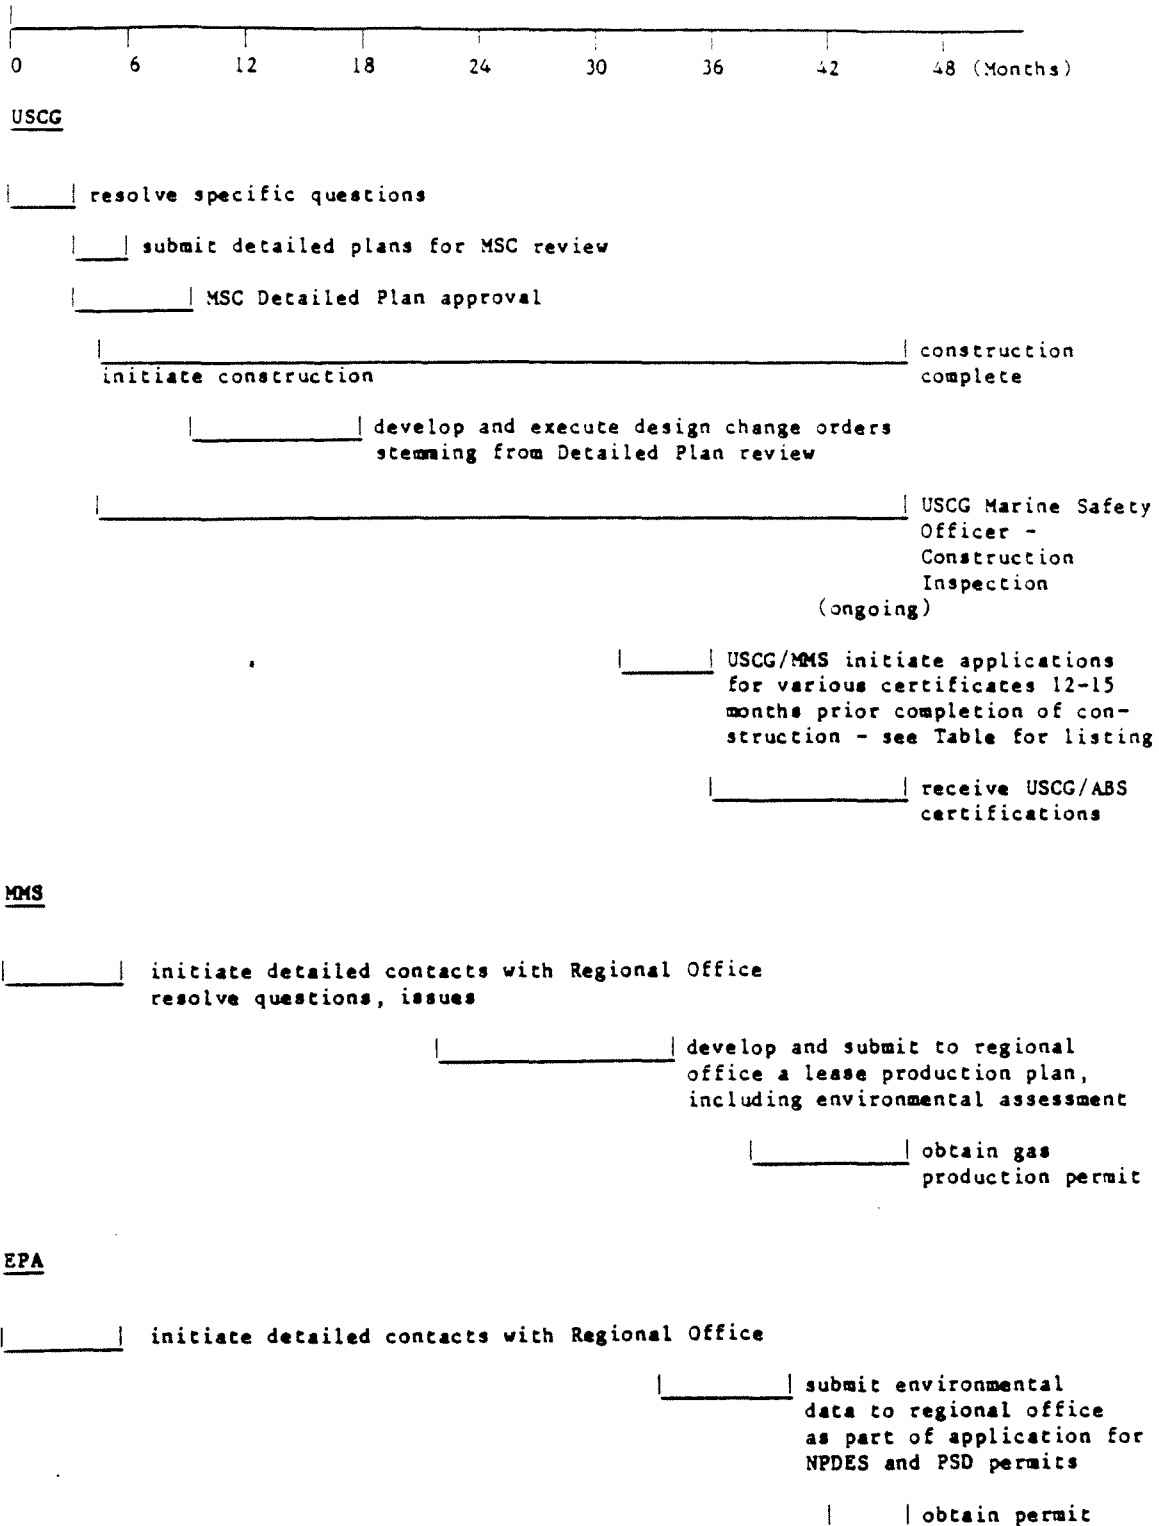 0 6 12 18 24 30 36 42 48 (Months)
USCG
resolve specific questions
submit detailed plans for MSC review
MSC Detailed Plan approval
construction
initiate construction complete
develop and execute design change orders
stemming from Detailed Plan review
USCG Marine Safety
Officer -
Construction
Inspection
(ongoing)
USCG/MMS initiate applications
for various certificates 12-15
months prior completion of con-
struction - see Table for listing
receive USCG/ABS
certifications
MMS
initiate detailed contacts with Regional Office
resolve questions, issues
develop and submit to regional
office a lease production plan,
including environmental assessment
obtain gas
production permit
EPA
initiate detailed contacts with Regional Office
submit environmental
data to regional office
as part of application for
NPDES and PSD permits
obtain permit